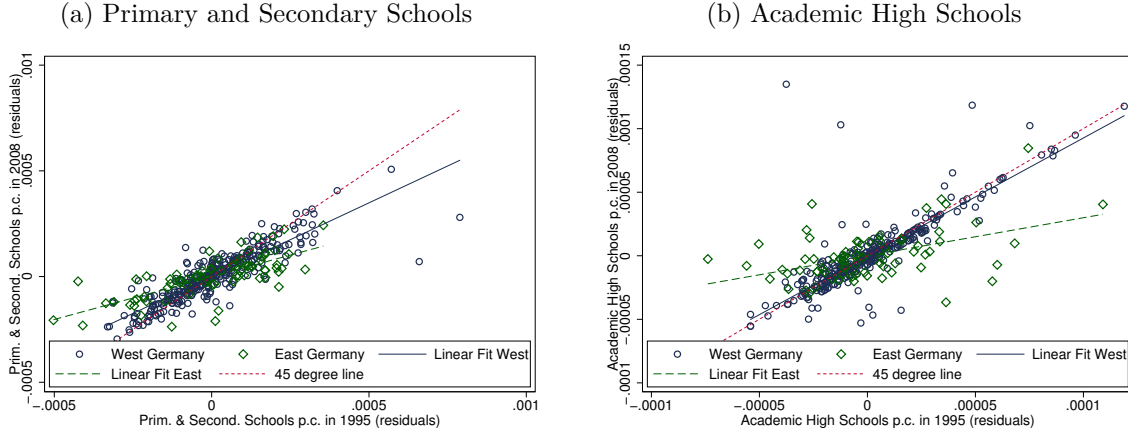 (a) Primary and Secondary Schools
Prim. & Second. Schools p.c. in 2008 (residuals)
.001
.0005
0
-.0005
West Germany East Germany Linear Fit West
Linear Fit East 45 degree line
-.0005 0 .0005 .001
Prim. & Second. Schools p.c. in 1995 (residuals)
(b) Academic High Schools
Academic High Schools p.c. in 2008 (residuals)
.00015
.0001
.00005
0
-.00005
-.0001
West Germany East Germany Linear Fit West
Linear Fit East 45 degree line
-.0001 -.00005 0 .00005 .0001
Academic High Schools p.c. in 1995 (residuals)